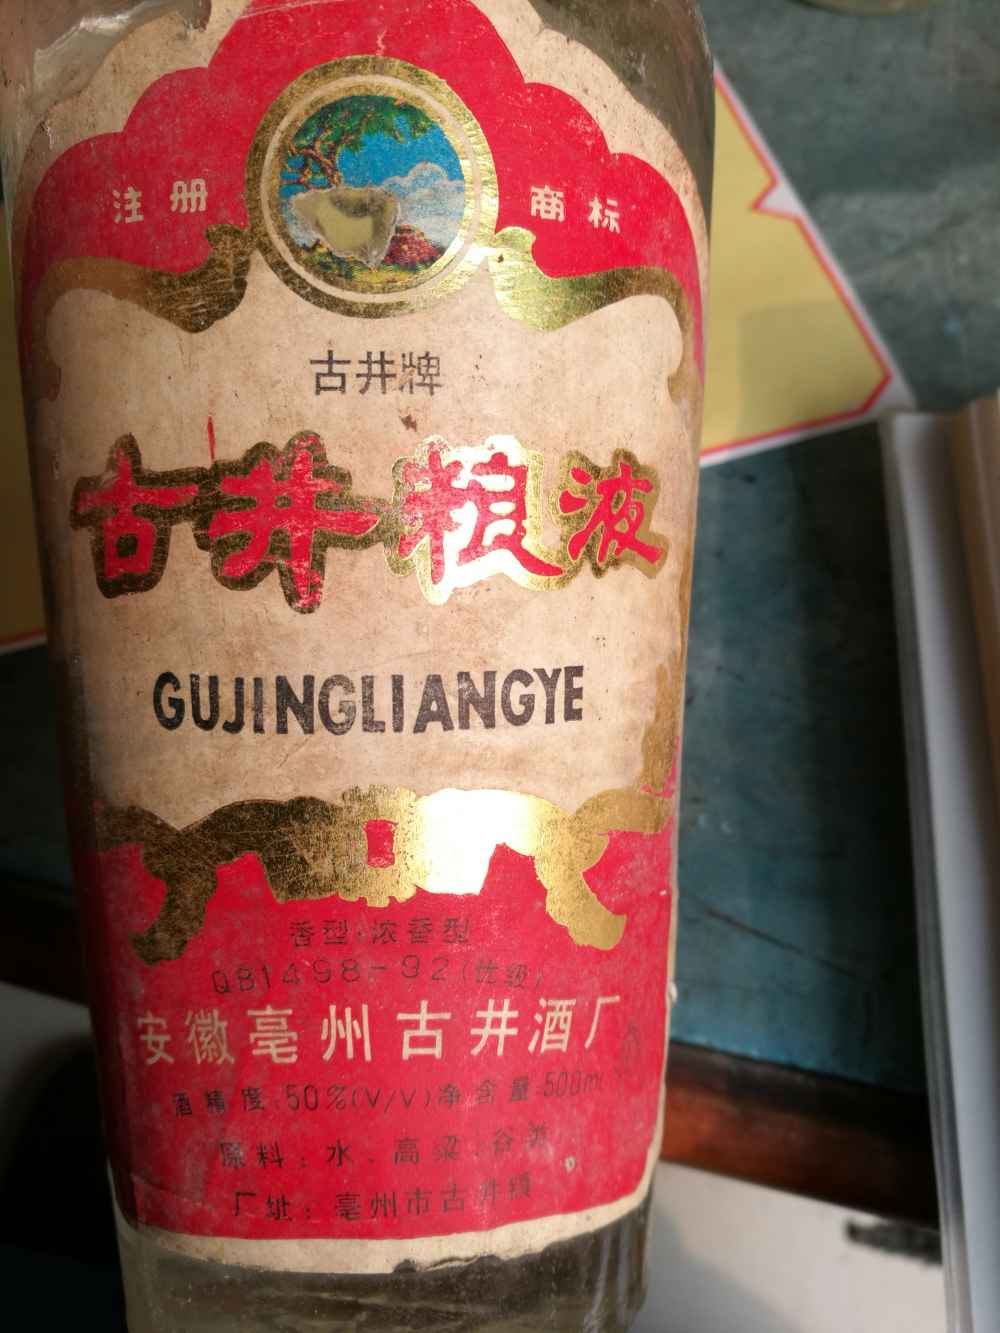 注册 商标
古井牌
古井粮液
GUJINGLIANGYE
香型:浓香型
QB1498-92(优级)
安徽亳州古井酒厂
酒精度:50%(V/V)净含量:500ml
原料:水、高粱、谷类
厂址:亳州市古井镇